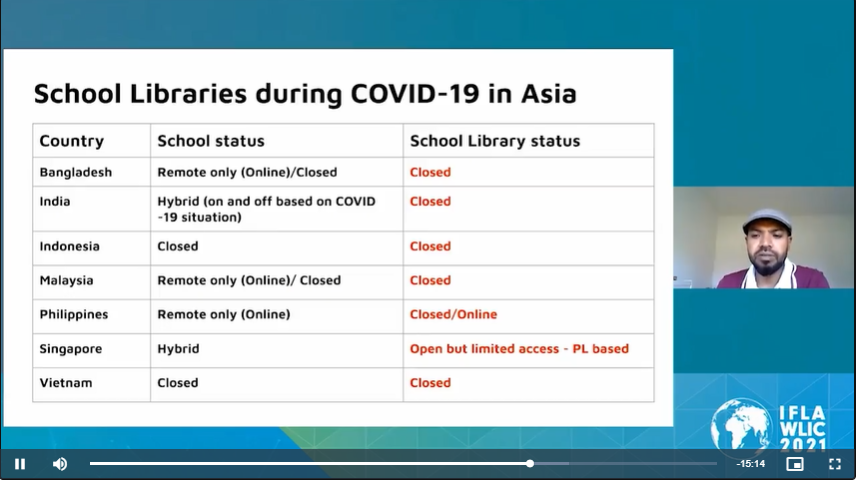 School Libraries during COVID-19 in Asia
Country School status School Library status
Bangladesh Remote only (Online)/Closed Closed
India Hybrid (on and off based on COVID Closed
-19 situation)
Indonesia Closed Closed
Malaysia Remote only (Online)/ Closed Closed
Philippines Remote only (Online) Closed/Online
Singapore Hybrid Open but limited access - PL based
Vietnam Closed Closed
IFLA
WLIC
2021
-15:14